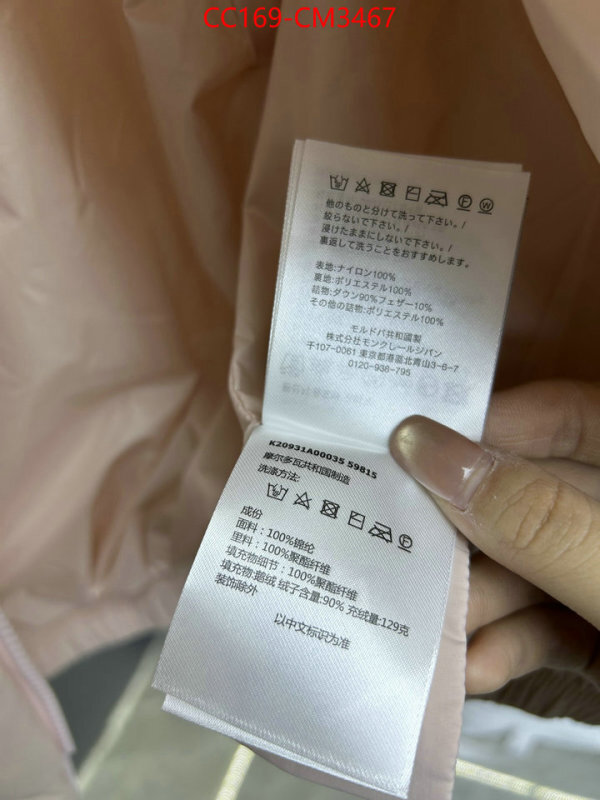 CC169-CM3467
他のものと分けて洗って下さい。/
絞らないで下さい。/
浸けたままにしないで下さい。/
裏返して洗うことをおすすめします。
表地:ナイロン100%
裏地:ポリエステル100%
詰物:ダウン90%フェザー10%
その他の詰物:ポリエステル100%
モルドバ共和國製
株式会社モンクレールジパン
〒107-0061 東京都港區北青山3-6-7
0120-938-795
K20931A00035 59815
摩尔多瓦共和国制造
洗涤方法:
成份
面料:100%锦纶
里料:100%聚酯纤维
填充物细节:100%聚酯纤维
填充物:鹅绒 绒子含量:90% 充绒量:129克
装饰除外
以中文标识为准